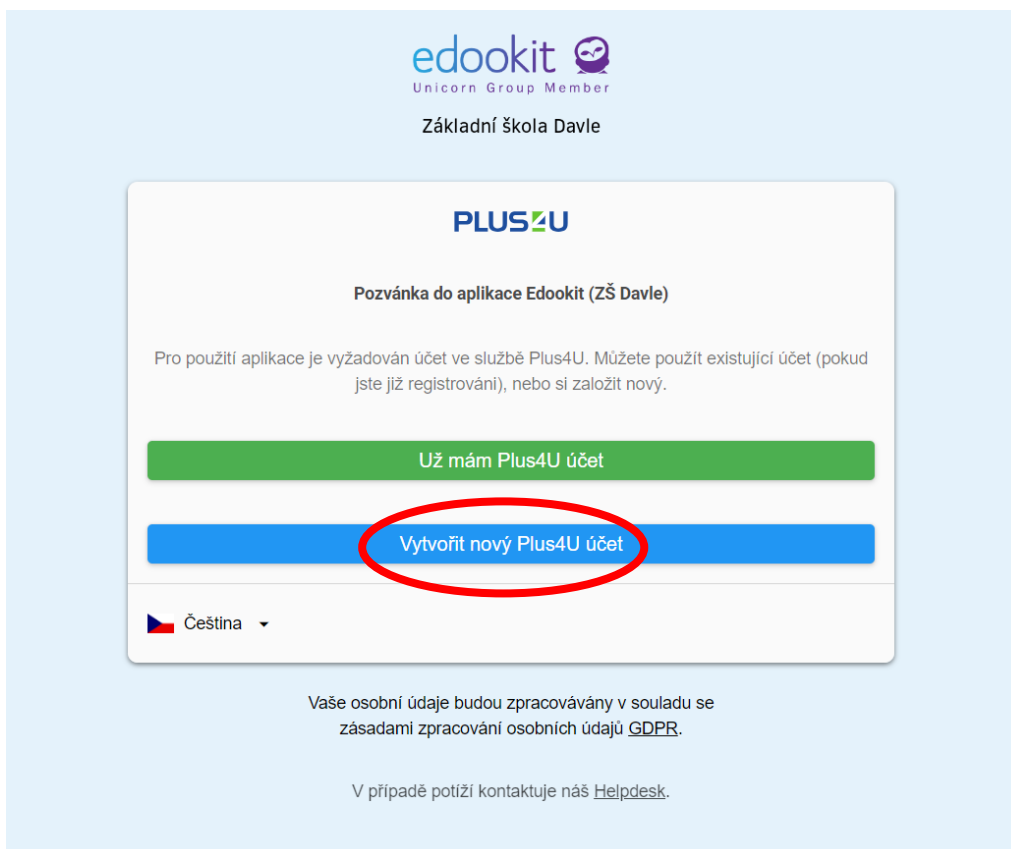 edookit
Unicorn Group Member
Základní škola Davle
PLUS4U
Pozvánka do aplikace Edookit (ZŠ Davle)
Pro použití aplikace je vyžadován účet ve službě Plus4U. Můžete použít existující účet (pokud
jste již registrováni), nebo si založit nový.
Už mám Plus4U účet
Vytvořit nový Plus4U účet
Čeština
Vaše osobní údaje budou zpracovávány v souladu se
zásadami zpracování osobních údajů GDPR.
V případě potíží kontaktuje náš Helpdesk.